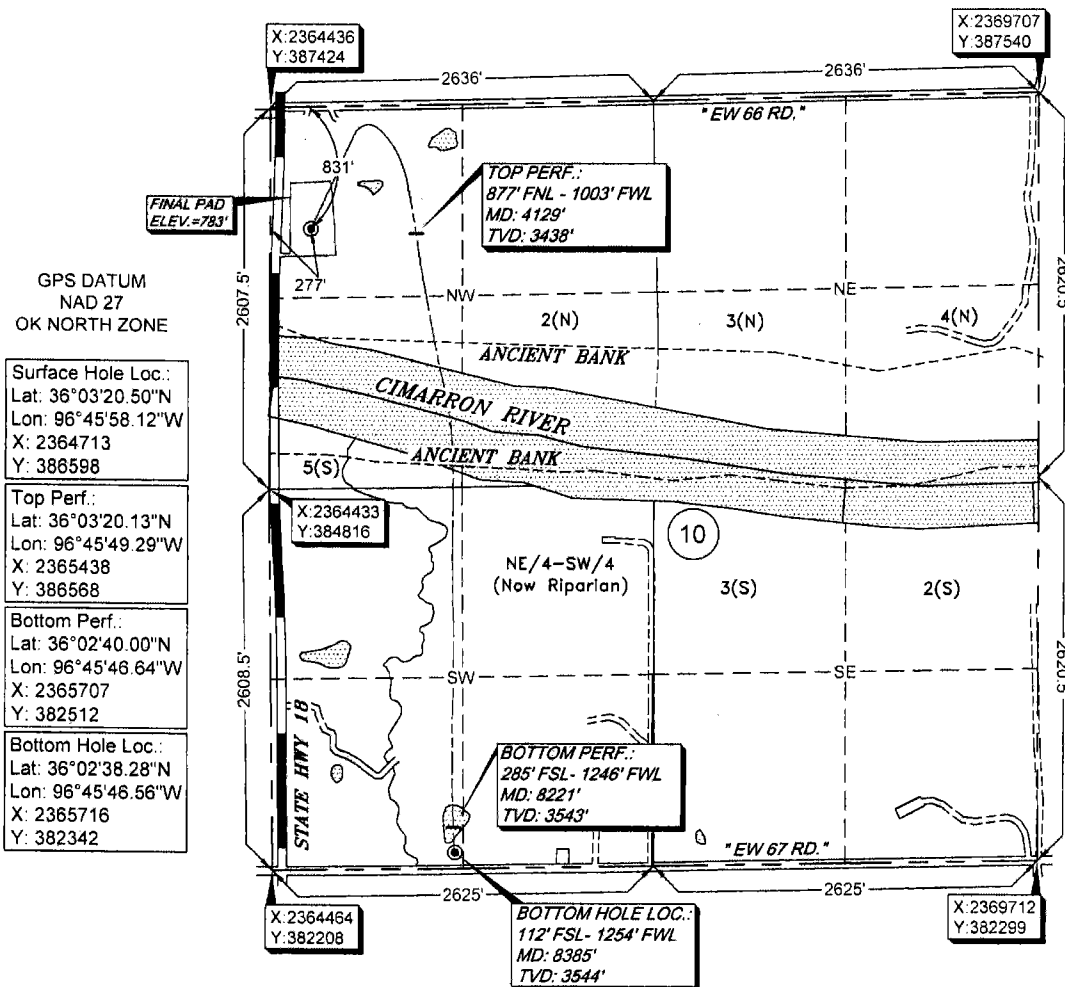 X:2364436
Y:387424
X:2369707
Y:387540
2636'
2636'
"EW 66 RD."
831'
TOP PERF.:
877' FNL - 1003' FWL
MD: 4129'
TVD: 3438'
FINAL PAD
ELEV.=783'
277'
2607.5'
2620.5'
GPS DATUM
NAD 27
OK NORTH ZONE
NW
NE
2(N)
3(N)
4(N)
ANCIENT BANK
CIMARRON RIVER
ANCIENT BANK
5(S)
Surface Hole Loc.:
Lat: 36°03'20.50"N
Lon: 96°45'58.12"W
X: 2364713
Y: 386598
Top Perf.:
Lat: 36°03'20.13"N
Lon: 96°45'49.29"W
X: 2365438
Y: 386568
Bottom Perf.:
Lat: 36°02'40.00"N
Lon: 96°45'46.64"W
X: 2365707
Y: 382512
Bottom Hole Loc.:
Lat: 36°02'38.28"N
Lon: 96°45'46.56"W
X: 2365716
Y: 382342
X:2364433
Y:384816
10
NE/4-SW/4
(Now Riparian)
3(S)
2(S)
SW
SE
2608.5'
2620.5'
STATE HWY 18
BOTTOM PERF.:
285' FSL- 1246' FWL
MD: 8221'
TVD: 3543'
"EW 67 RD."
2625'
2625'
X:2364464
Y:382208
BOTTOM HOLE LOC.:
112' FSL- 1254' FWL
MD: 8385'
TVD: 3544'
X:2369712
Y:382299